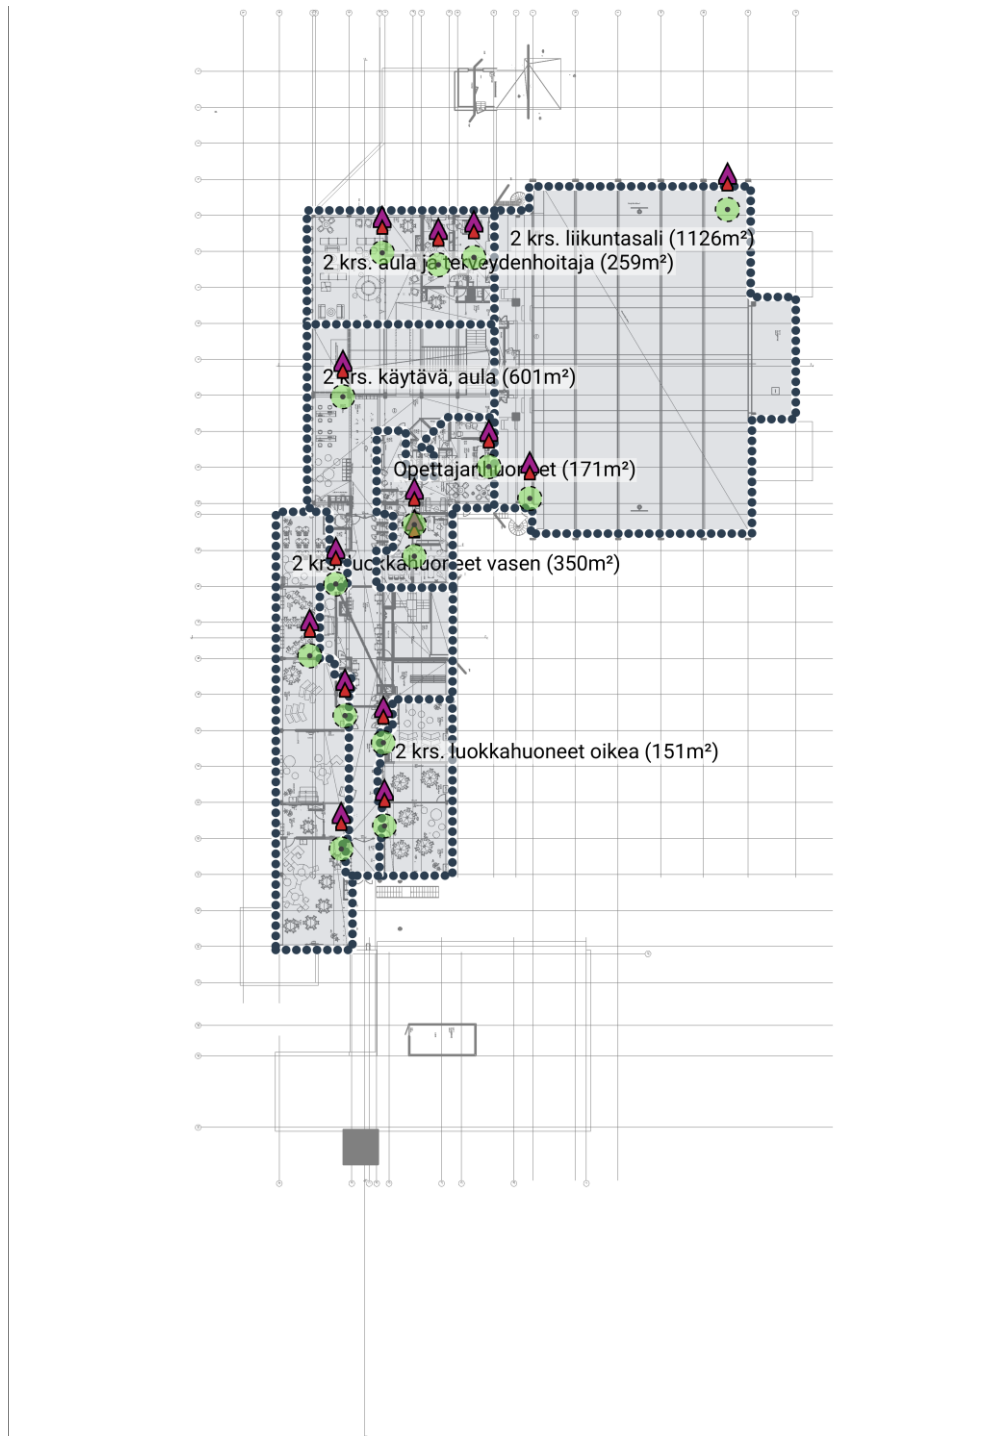 2 krs. liikuntasali (1126m²)
2 krs. aula ja terveydenhoitaja (259m²)
2 krs. käytävä, aula (601m²)
Opettajanhuoneet (171m²)
2 krs. luokkahuoneet vasen (350m²)
2 krs. luokkahuoneet oikea (151m²)